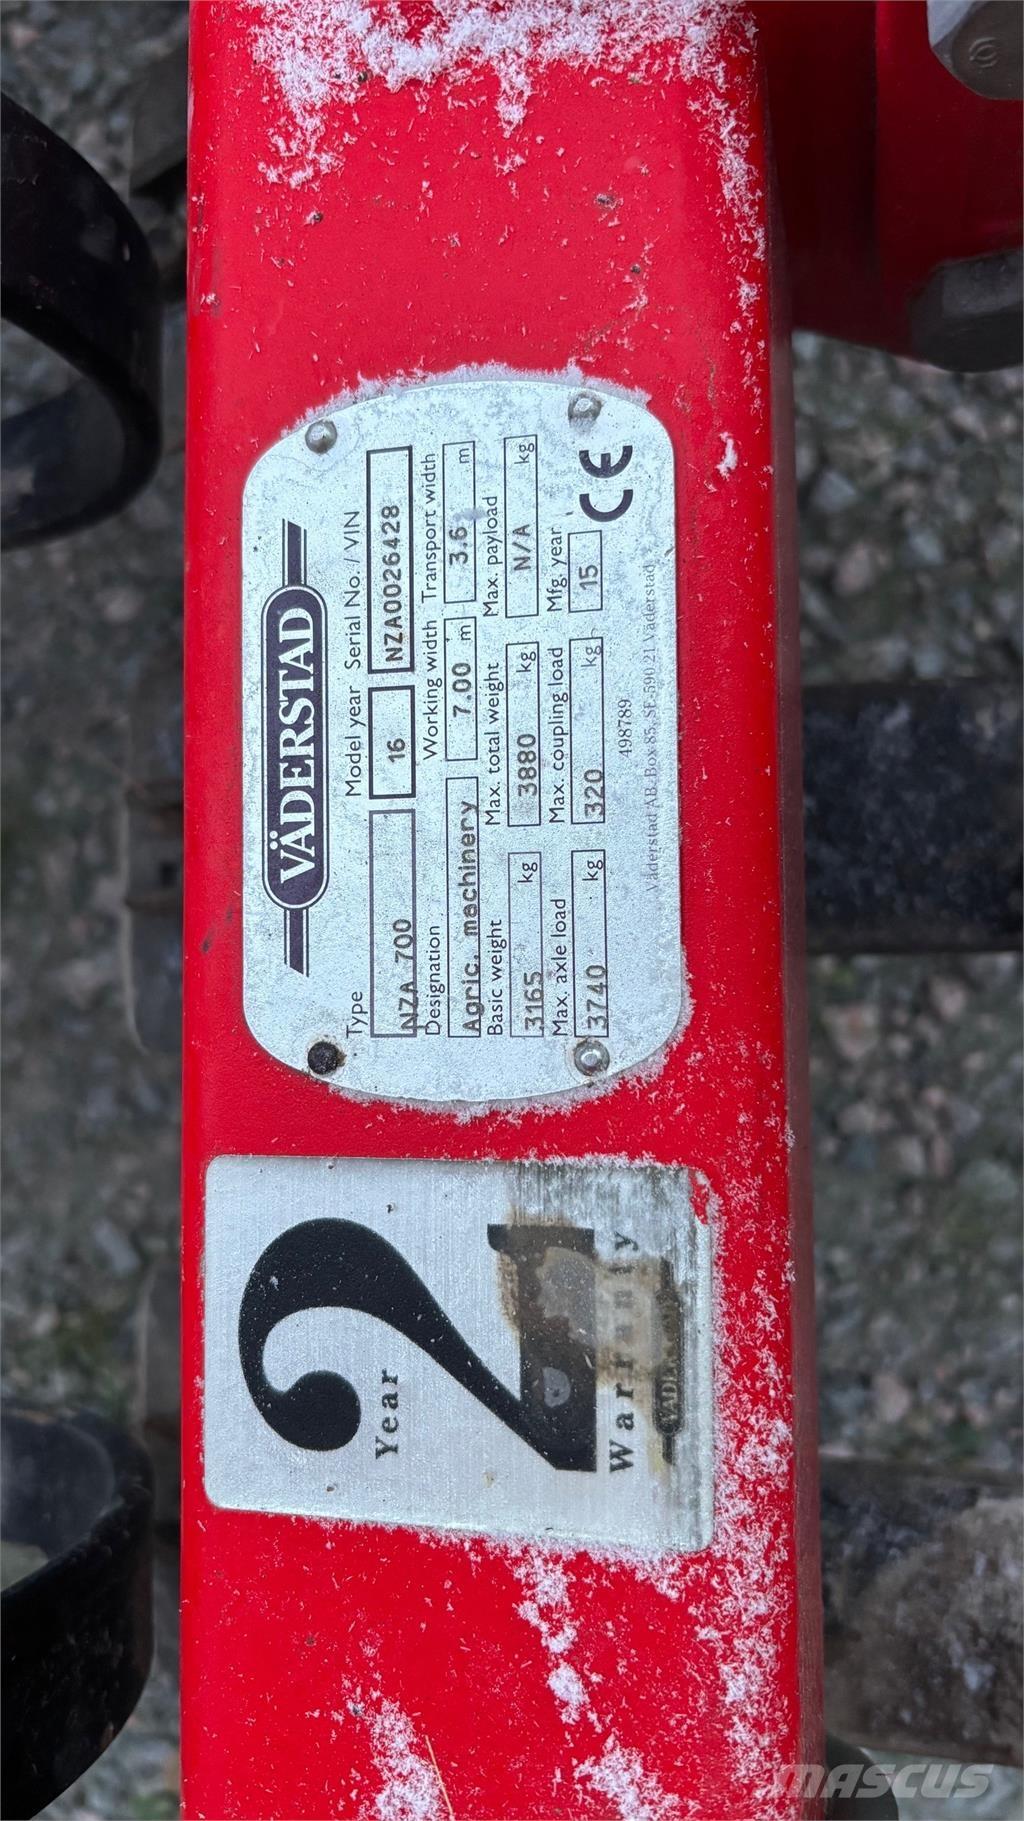 VÄDERSTAD
Type Model year Serial No. / VIN
NZA 700 16 NZA0026428
Designation Working width Transport width
Agric. machinery 7.00 m 3.6 m
Basic weight Max. total weight Max. payload
3165 kg 3880 kg N/A kg
Max. axle load Max. coupling load Mfg. year
3740 kg 320 kg 15 CE
498789
Väderstad AB. Box 85, SE-590 21 Väderstad
2
Year
Warranty
MASCUS